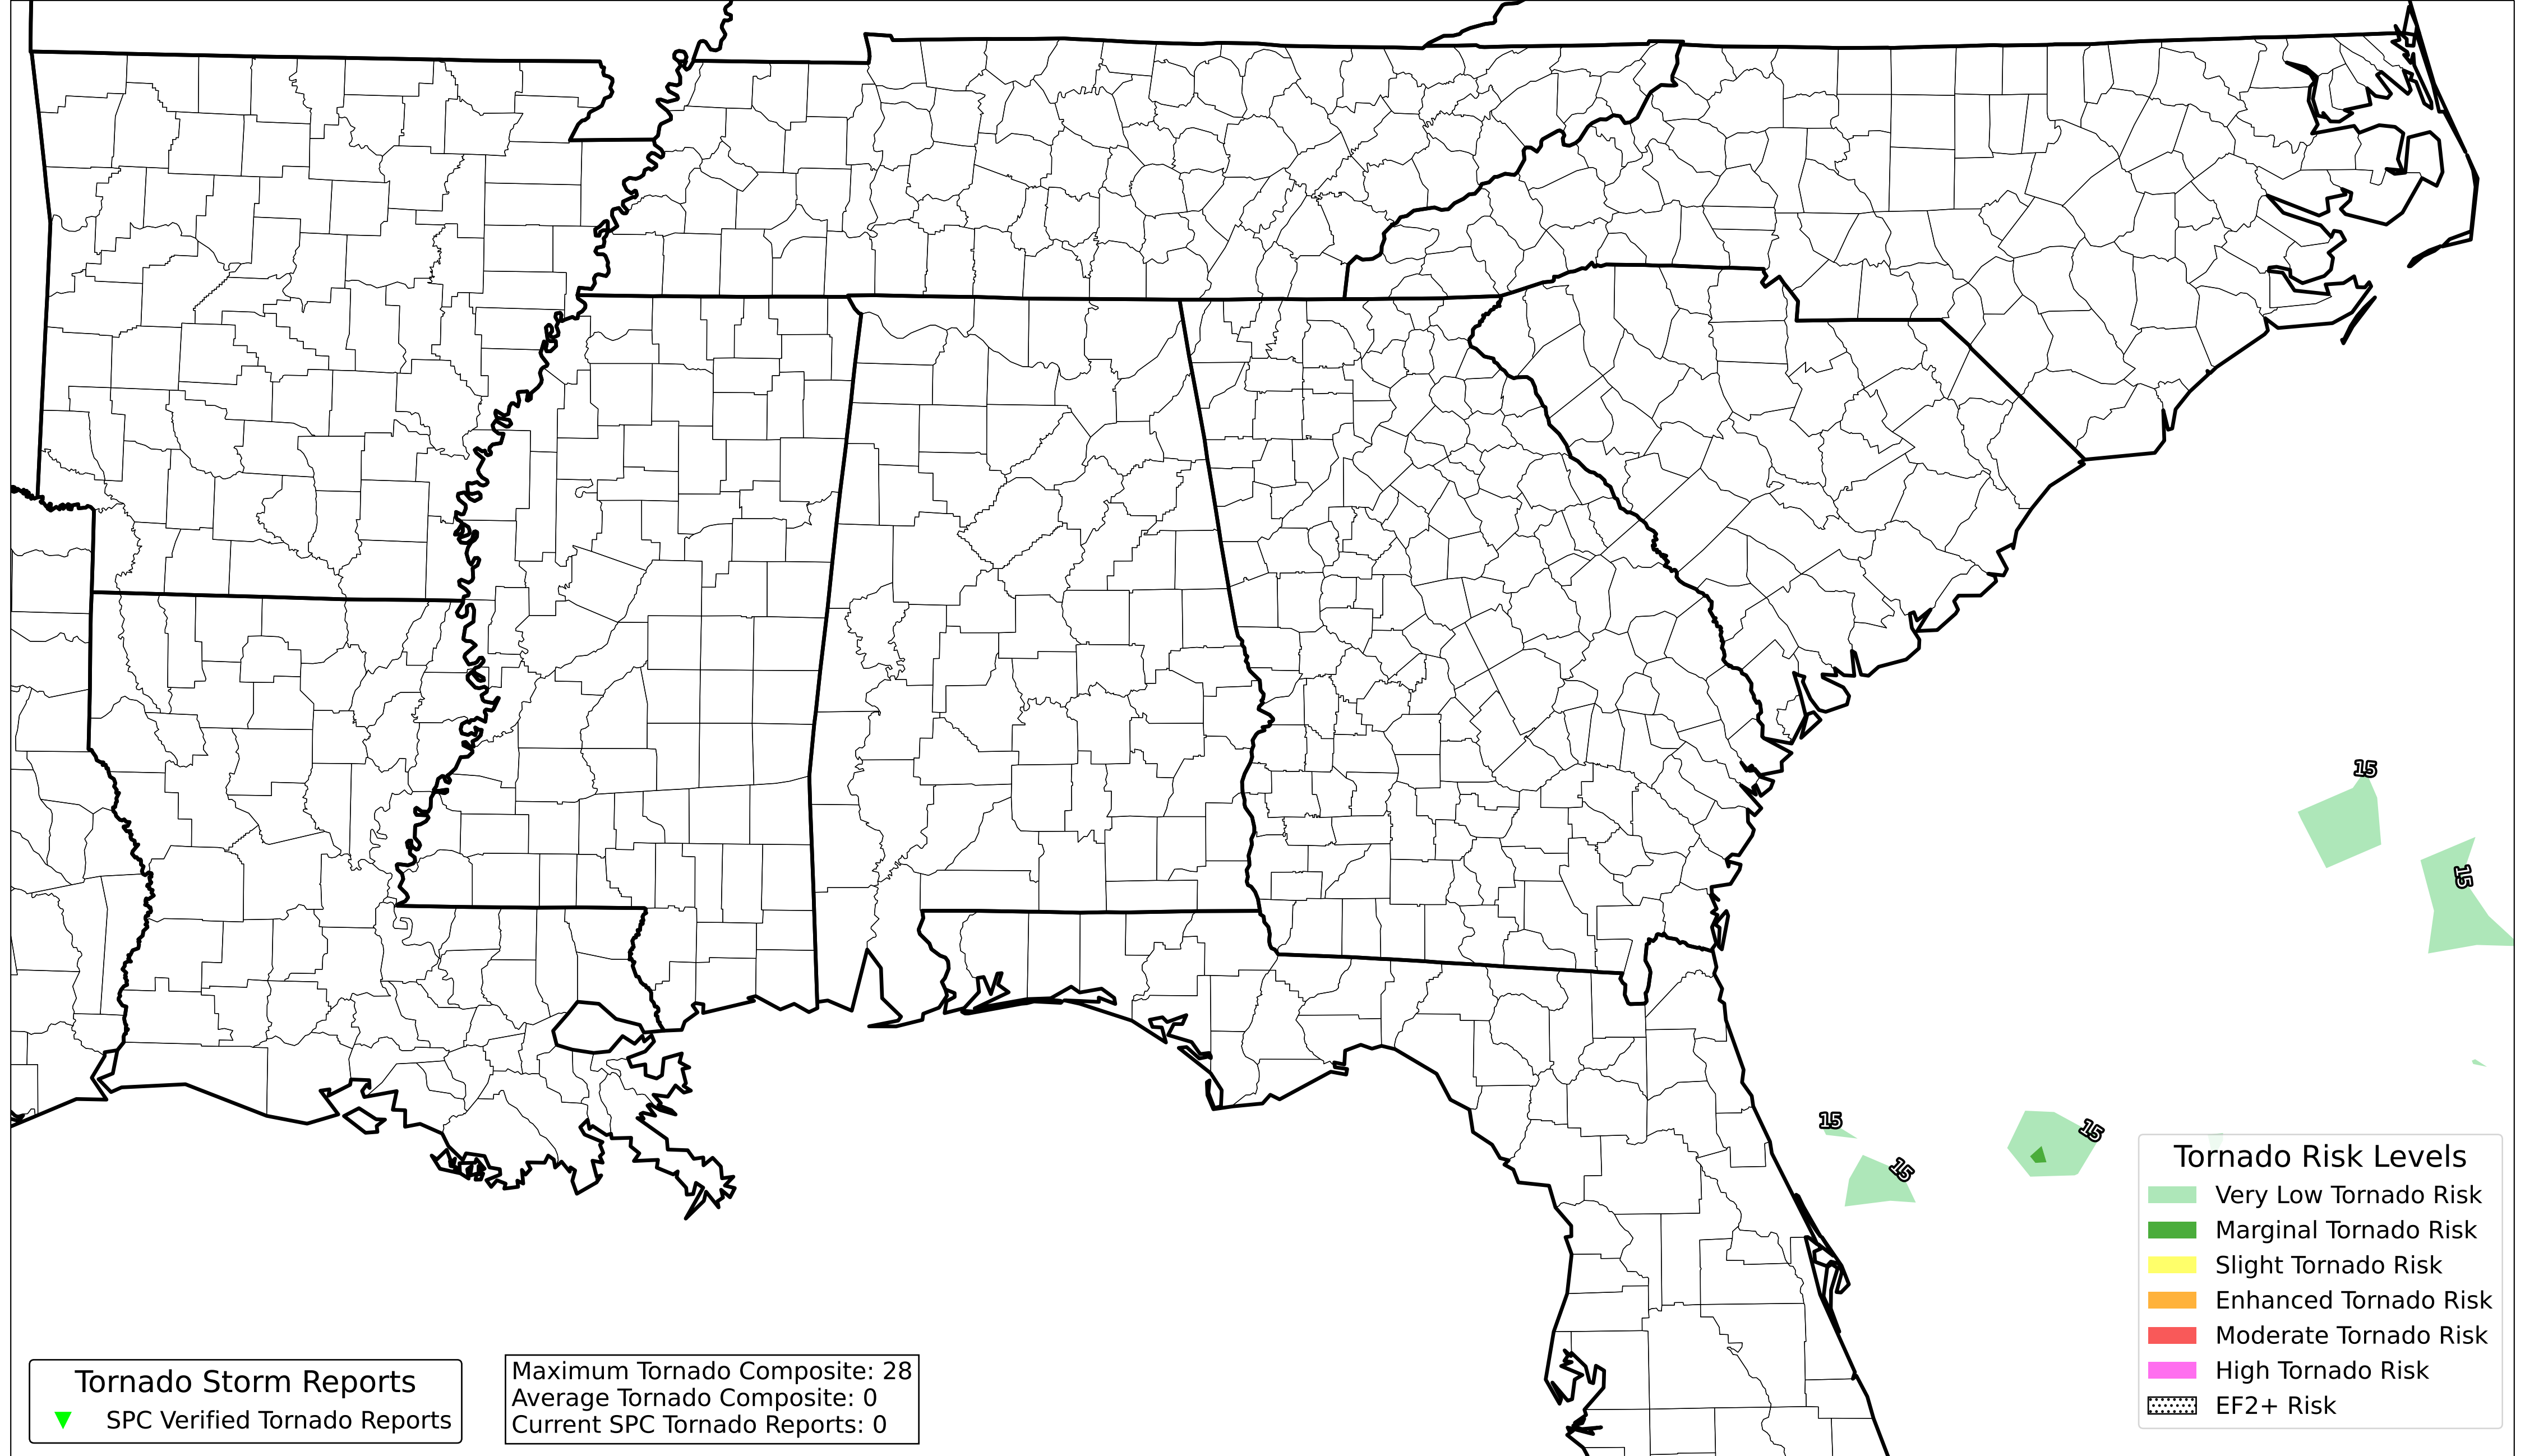 15
15
15
15
15
Tornado Risk Levels
Very Low Tornado Risk
Marginal Tornado Risk
Slight Tornado Risk
Enhanced Tornado Risk
Moderate Tornado Risk
High Tornado Risk
EF2+ Risk
Tornado Storm Reports
SPC Verified Tornado Reports
Maximum Tornado Composite: 28
Average Tornado Composite: 0
Current SPC Tornado Reports: 0